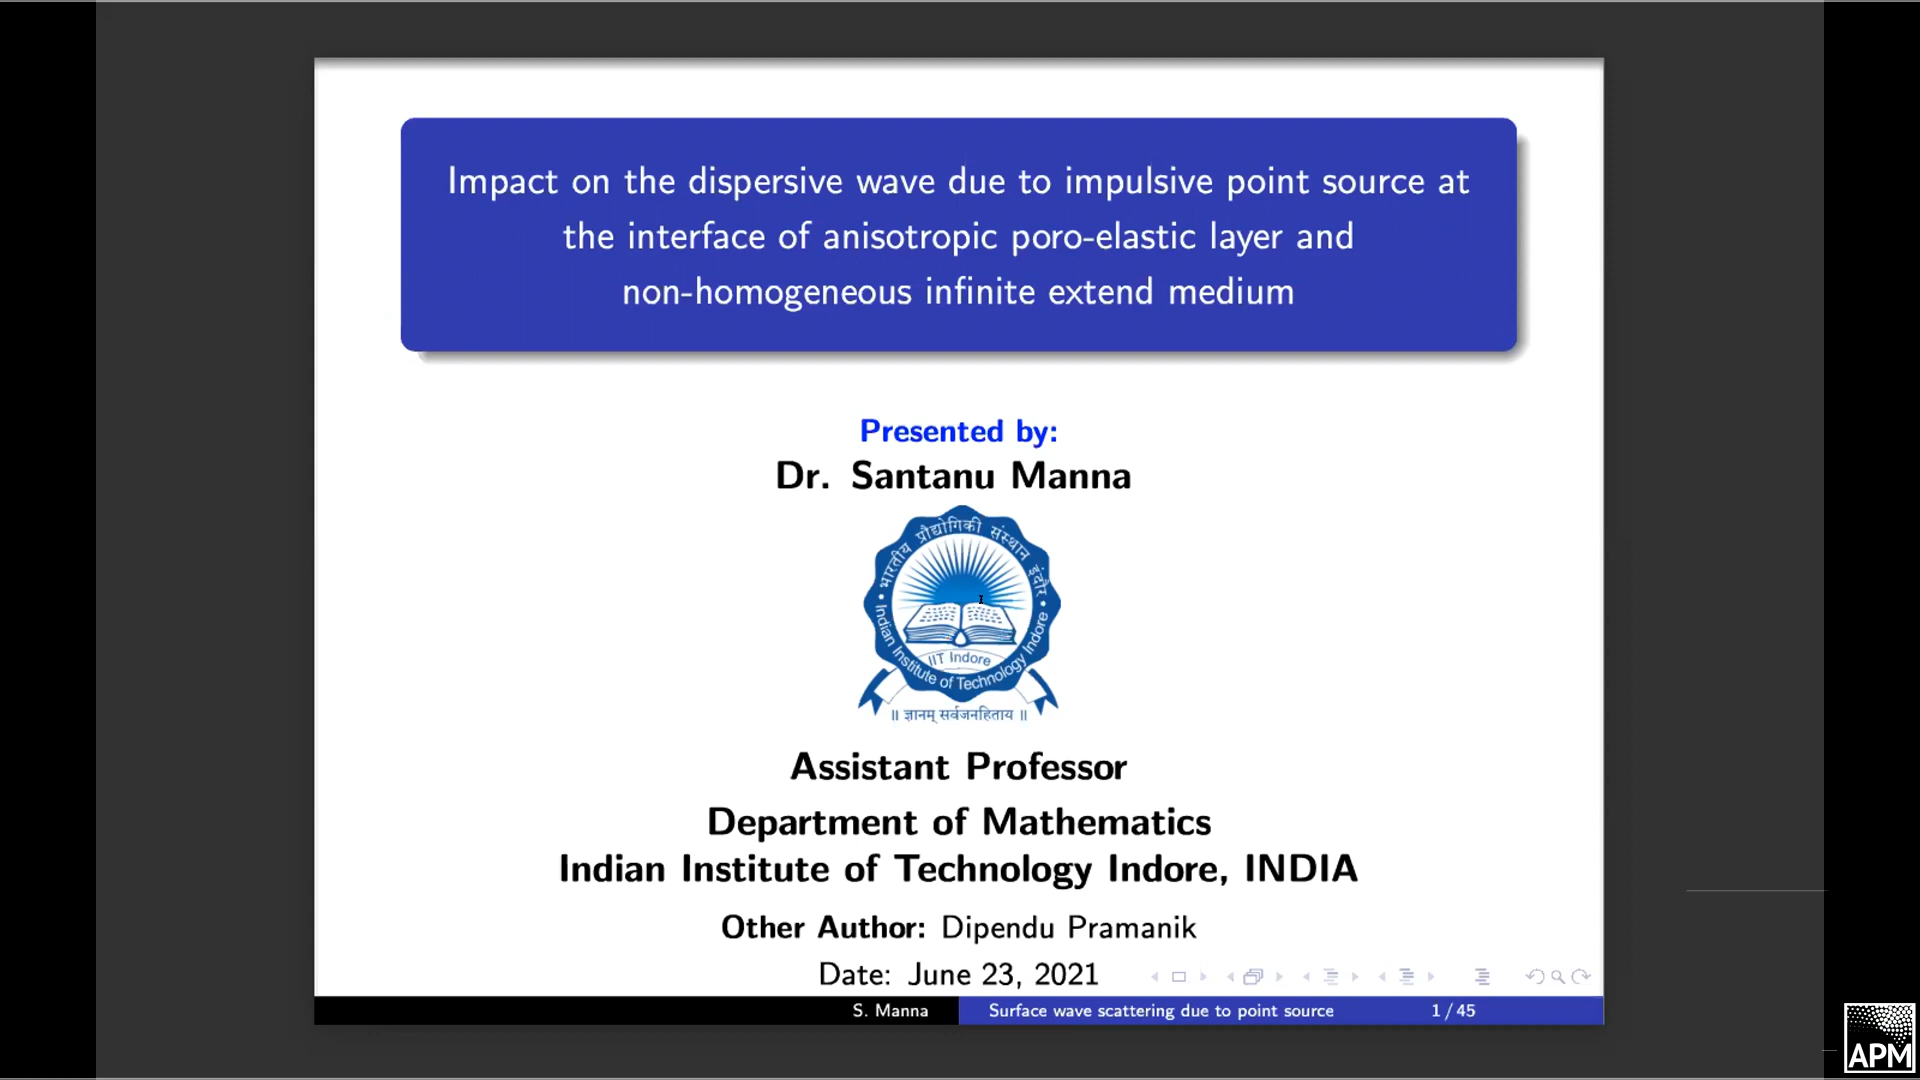 Impact on the dispersive wave due to impulsive point source at
the interface of anisotropic poro-elastic layer and
non-homogeneous infinite extend medium
Presented by:
Dr. Santanu Manna
भारतीय प्रौद्योगिकी संस्थान इंदौर
Indian Institute of Technology Indore
IIT Indore
॥ ज्ञानम् सर्वजनहिताय ॥
Assistant Professor
Department of Mathematics
Indian Institute of Technology Indore, INDIA
Other Author: Dipendu Pramanik
Date: June 23, 2021
S. Manna Surface wave scattering due to point source 1 / 45
APM